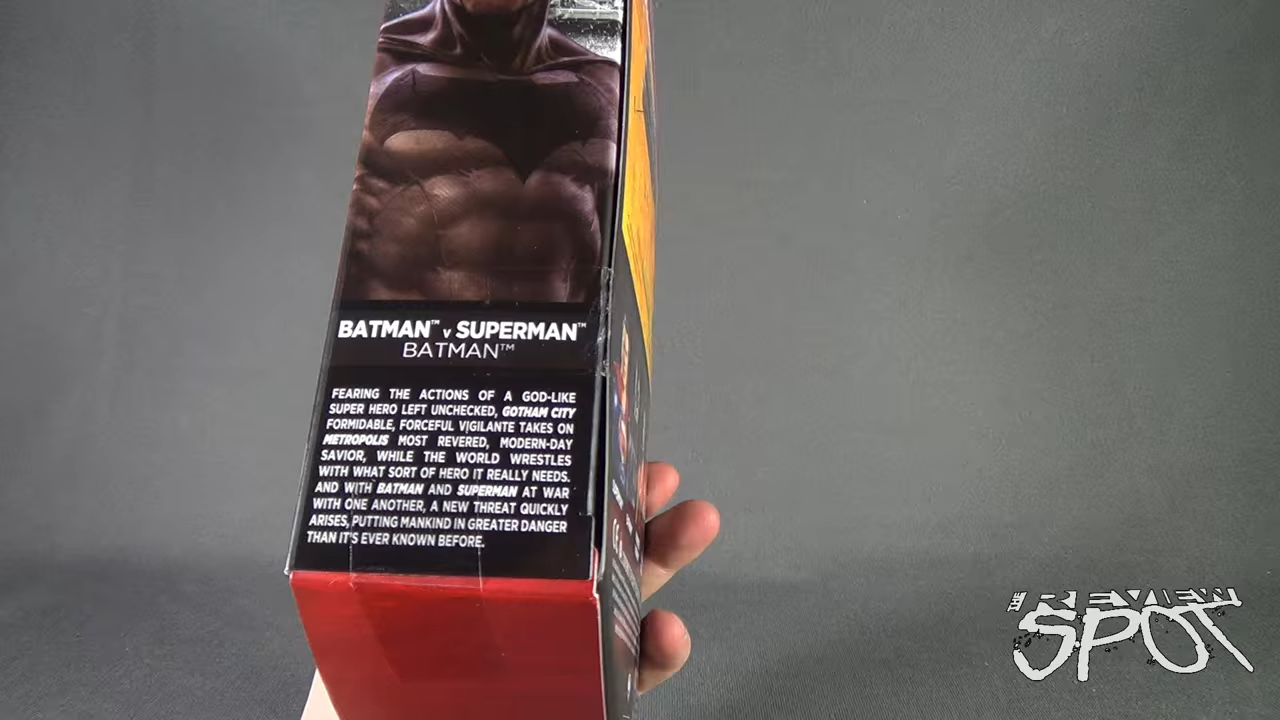 BATMAN™ v SUPERMAN™
BATMAN™
FEARING THE ACTIONS OF A GOD-LIKE
SUPER HERO LEFT UNCHECKED, GOTHAM CITY
FORMIDABLE, FORCEFUL VIGILANTE TAKES ON
METROPOLIS MOST REVERED, MODERN-DAY
SAVIOR, WHILE THE WORLD WRESTLES
WITH WHAT SORT OF HERO IT REALLY NEEDS.
AND WITH BATMAN AND SUPERMAN AT WAR
WITH ONE ANOTHER, A NEW THREAT QUICKLY
ARISES, PUTTING MANKIND IN GREATER DANGER
THAN IT'S EVER KNOWN BEFORE.
THE REVIEW
SPOT